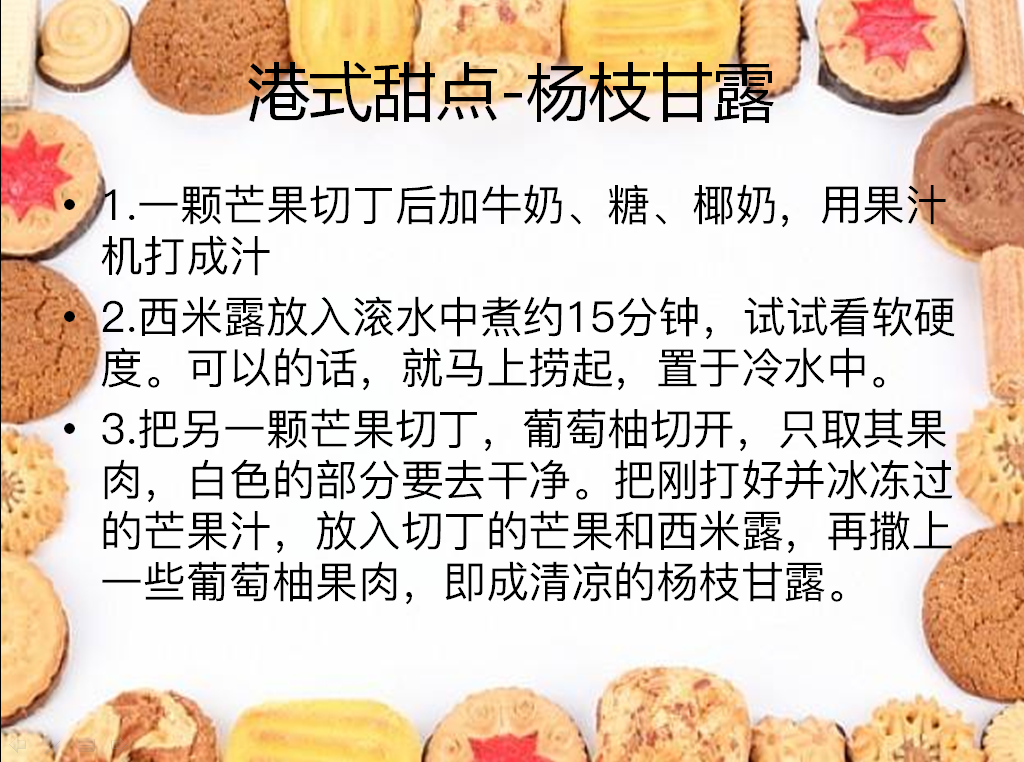 港式甜点-杨枝甘露
• 1.一颗芒果切丁后加牛奶、糖、椰奶，用果汁
机打成汁
• 2.西米露放入滚水中煮约15分钟，试试看软硬
度。可以的话，就马上捞起，置于冷水中。
• 3.把另一颗芒果切丁，葡萄柚切开，只取其果
肉，白色的部分要去干净。把刚打好并冰冻过
的芒果汁，放入切丁的芒果和西米露，再撒上
一些葡萄柚果肉，即成清凉的杨枝甘露。